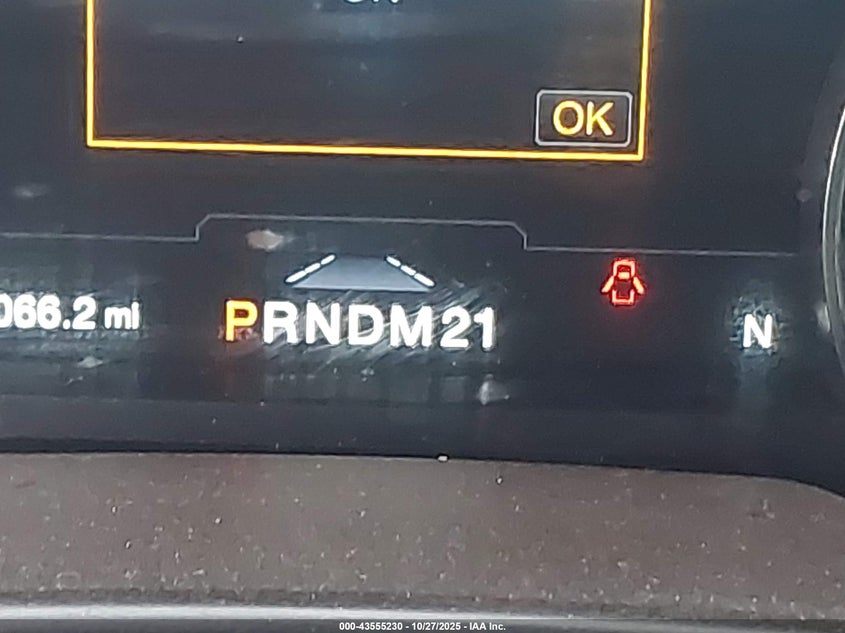 OK
066.2 mi
PRNDM21
N
000-43555230 - 10/27/2025 - IAA Inc.